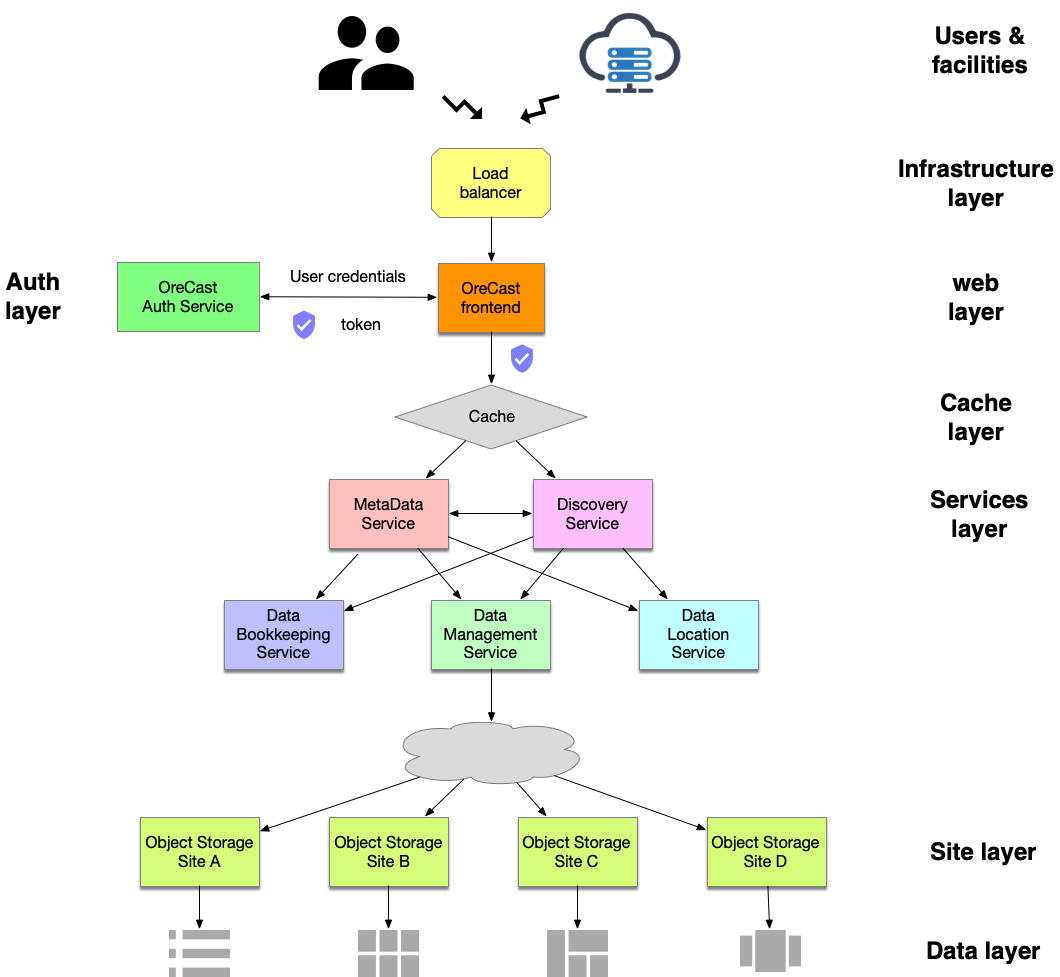 Users &
facilities
Load
balancer
Infrastructure
layer
Auth
layer
OreCast
Auth Service
User credentials
token
OreCast
frontend
web
layer
Cache
Cache
layer
MetaData
Service
Discovery
Service
Services
layer
Data
Bookkeeping
Service
Data
Management
Service
Data
Location
Service
Object Storage
Site A
Object Storage
Site B
Object Storage
Site C
Object Storage
Site D
Site layer
Data layer